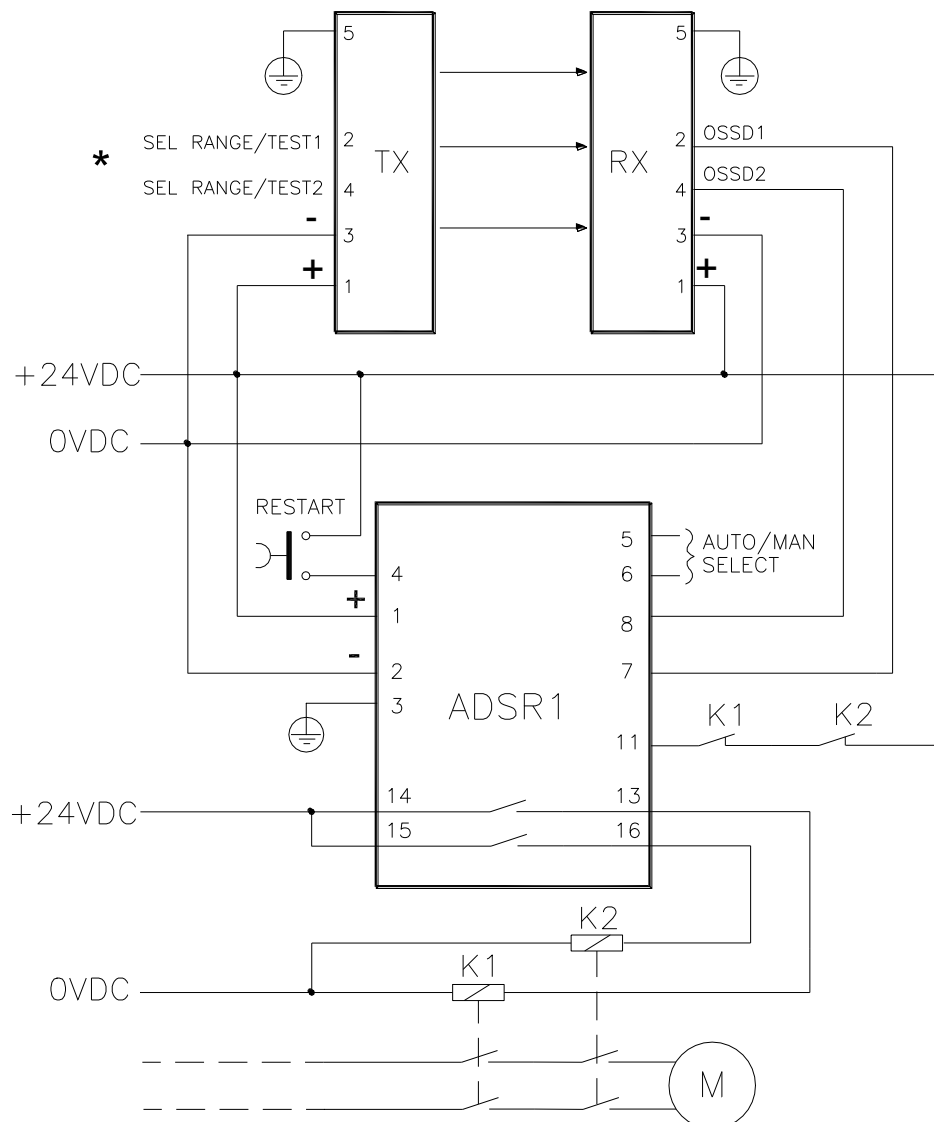 5
5
TX
RX
* SEL RANGE/TEST1 2
2 OSSD1
SEL RANGE/TEST2 4
4 OSSD2
- 3
3 -
+ 1
1 +
+24VDC
0VDC
RESTART
5 AUTO/MAN
6 SELECT
4
+ 1
8
- 2
7
3
ADSR1
K1 K2
11
+24VDC
14 13
15 16
K2
K1
0VDC
M